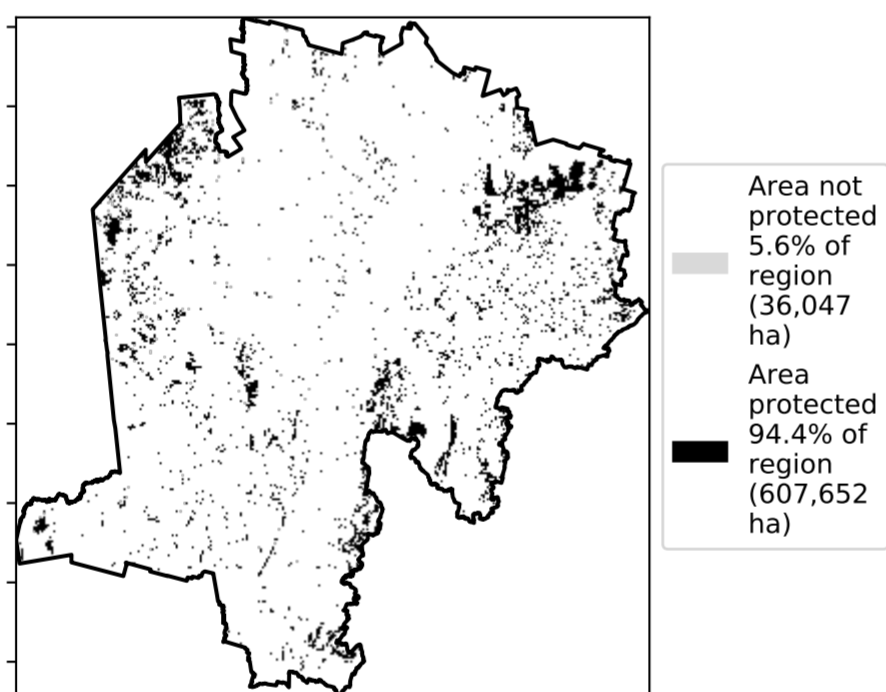 Area not
protected
5.6% of
region
(36,047
ha)
Area
protected
94.4% of
region
(607,652
ha)